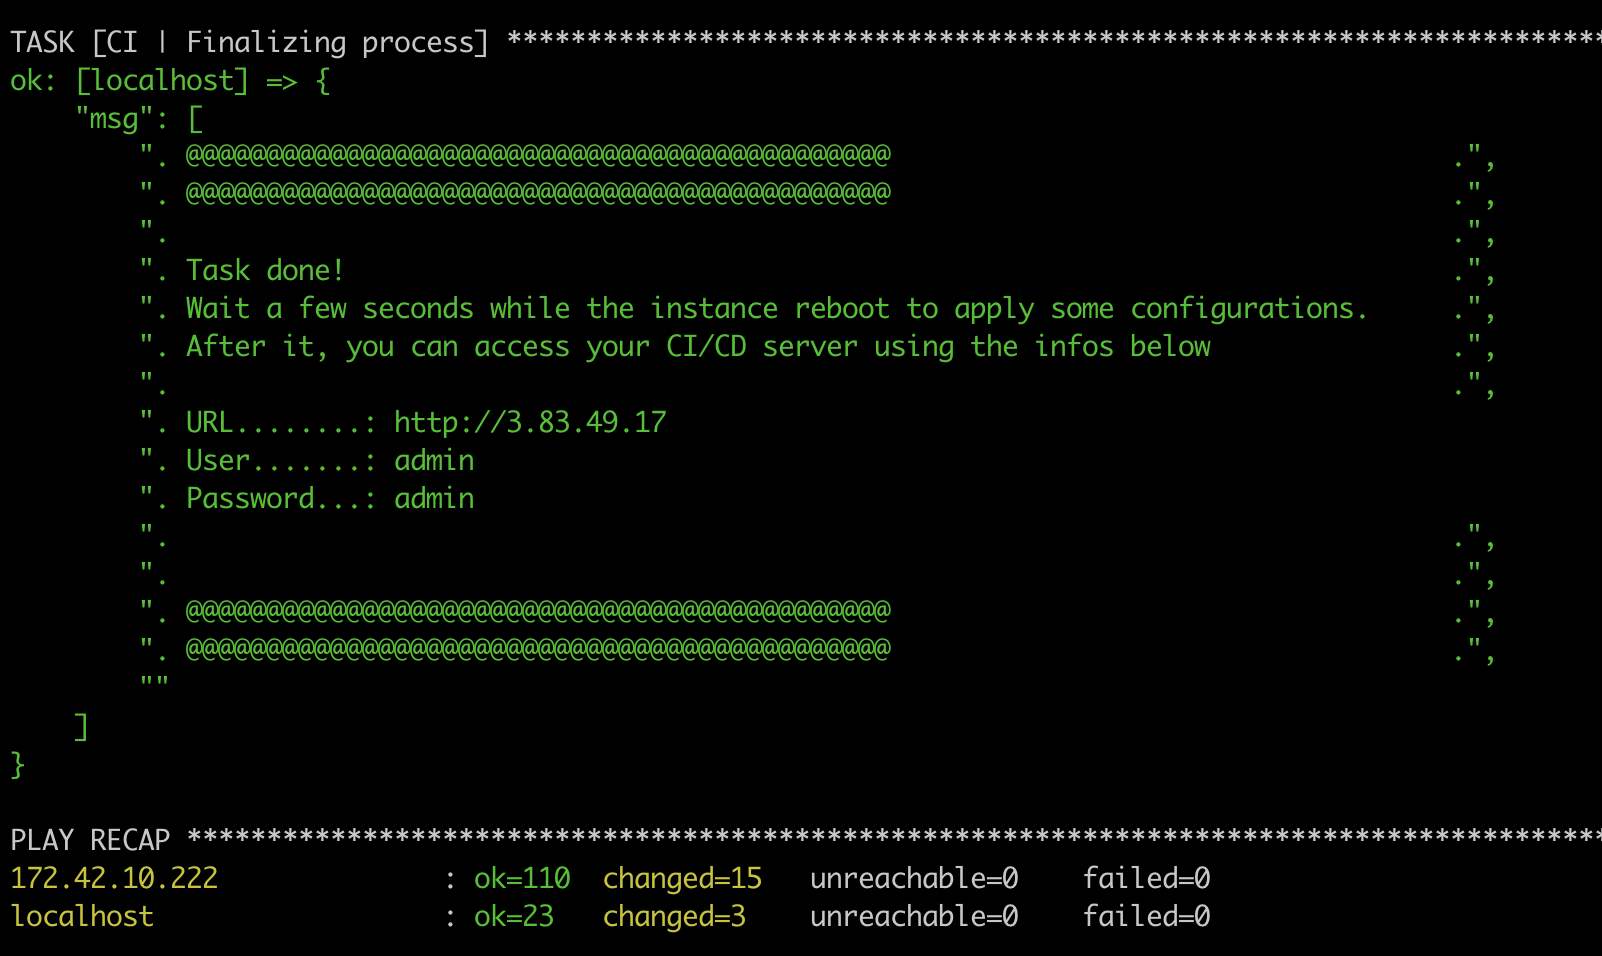 TASK [CI | Finalizing process] *********************************************************************
ok: [localhost] => {
    "msg": [
        ". @@@@@@@@@@@@@@@@@@@@@@@@@@@@@@@@@@@@@@@@@@@@                                   .",
        ". @@@@@@@@@@@@@@@@@@@@@@@@@@@@@@@@@@@@@@@@@@@@                                   .",
        ".                                                                                .",
        ". Task done!                                                                     .",
        ". Wait a few seconds while the instance reboot to apply some configurations.     .",
        ". After it, you can access your CI/CD server using the infos below               .",
        ".                                                                                .",
        ". URL........: http://3.83.49.17
        ". User.......: admin
        ". Password...: admin
        ".                                                                                .",
        ".                                                                                .",
        ". @@@@@@@@@@@@@@@@@@@@@@@@@@@@@@@@@@@@@@@@@@@@                                   .",
        ". @@@@@@@@@@@@@@@@@@@@@@@@@@@@@@@@@@@@@@@@@@@@                                   .",
        ""
    ]
}
PLAY RECAP *****************************************************************************************
172.42.10.222              : ok=110  changed=15   unreachable=0    failed=0
localhost                  : ok=23   changed=3    unreachable=0    failed=0